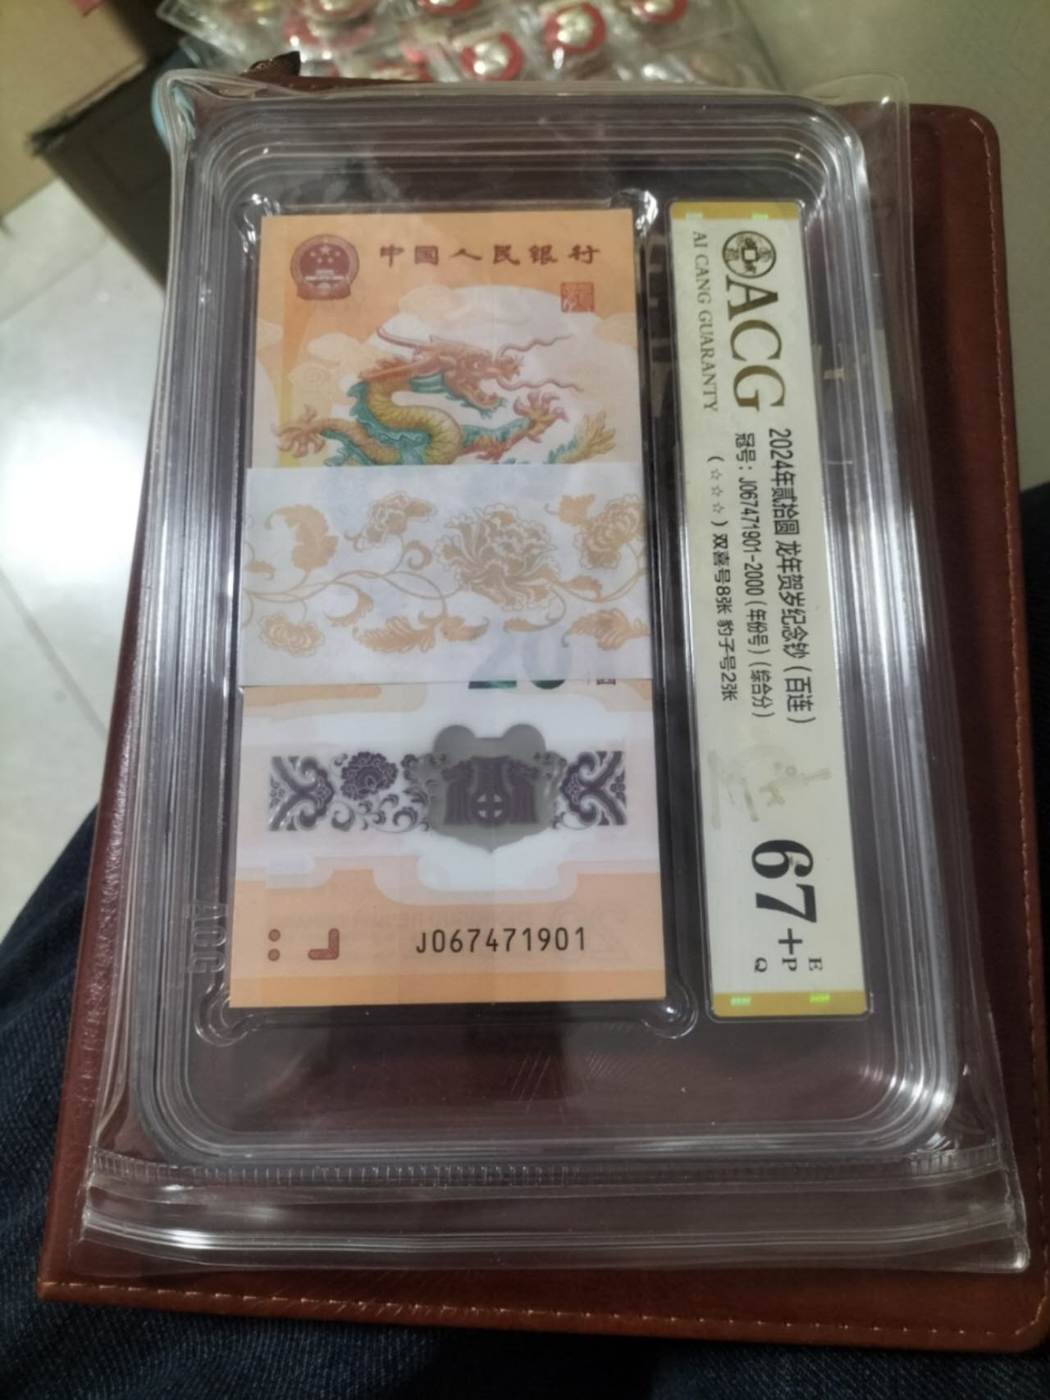 中国人民银行
20
J067471901
ACG
AI CANG GUARANTY
2024年贰拾圆 龙年贺岁纪念钞（百连）
冠号：J067471901-2000（年份号）（综合分）
（☆☆☆）双喜号8张 豹子号2张
67+
E
P
Q